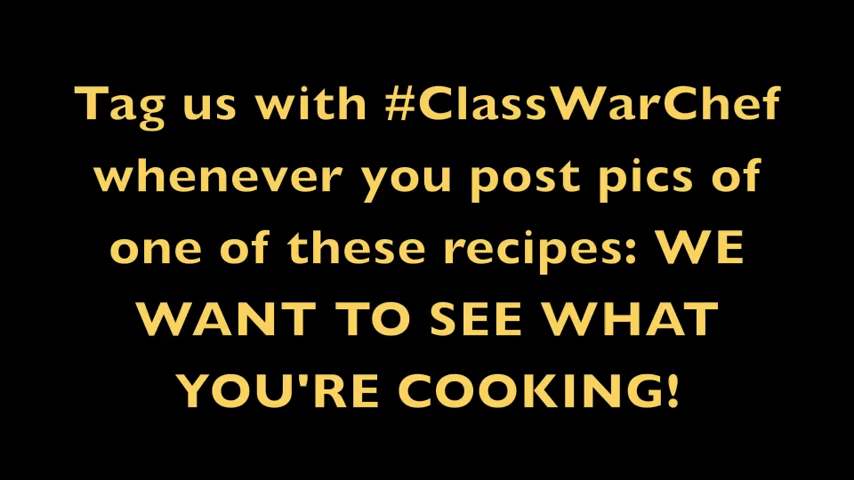 Tag us with #ClassWarChef
whenever you post pics of
one of these recipes: WE
WANT TO SEE WHAT
YOU'RE COOKING!